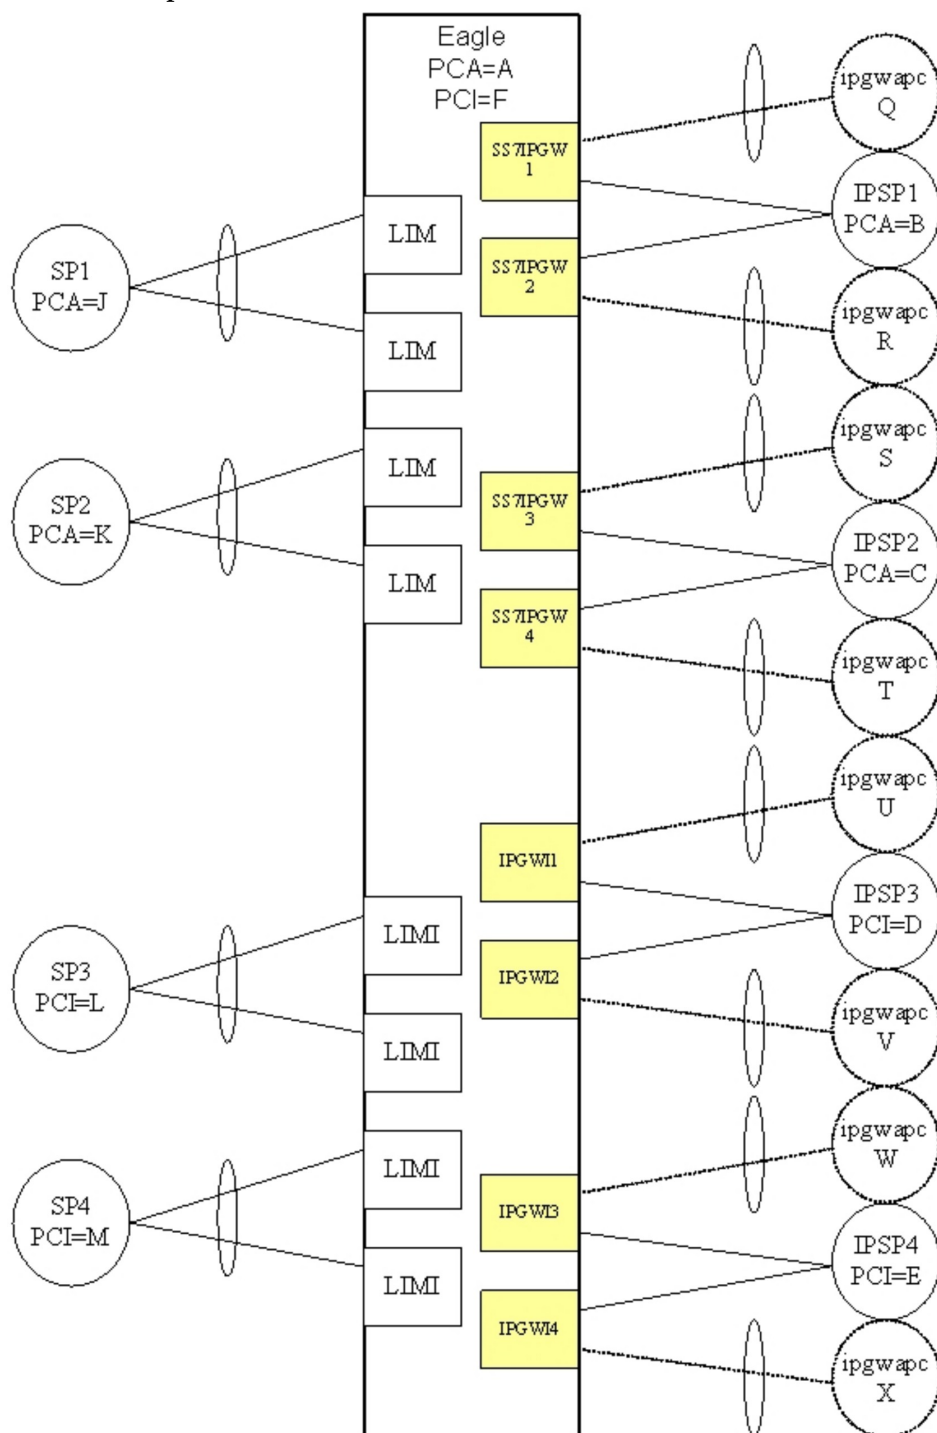 Eagle
PCA=A
PCI=F
SP1
PCA=J
LIM
LIM
SP2
PCA=K
LIM
LIM
SP3
PCI=L
LIMI
LIMI
SP4
PCI=M
LIMI
LIMI
SS7IPGW
1
SS7IPGW
2
SS7IPGW
3
SS7IPGW
4
IPGWI1
IPGWI2
IPGWI3
IPGWI4
ipgwapc
Q
IPSP1
PCA=B
ipgwapc
R
ipgwapc
S
IPSP2
PCA=C
ipgwapc
T
ipgwapc
U
IPSP3
PCI=D
ipgwapc
V
ipgwapc
W
IPSP4
PCI=E
ipgwapc
X